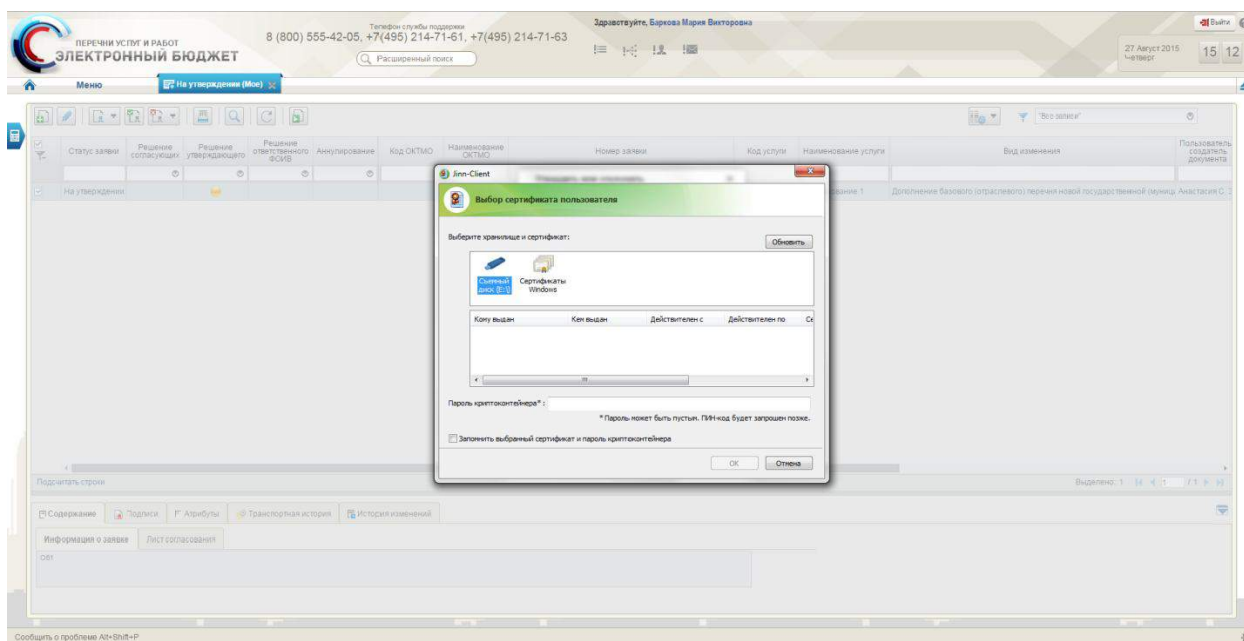 Телефон службы поддержки
8 (800) 555-42-05, +7(495) 214-71-61, +7(495) 214-71-63
Здравствуйте, Баркова Мария Викторовна
Выйти
ПЕРЕЧНИ УСЛУГ И РАБОТ
ЭЛЕКТРОННЫЙ БЮДЖЕТ
Расширенный поиск
27 Август 2015
Четверг
15 12
Меню
На утверждении (Мое)
"Все записи"
Статус заявки
Решение согласующих
Решение утверждающего
Решение ответственного ФОИВ
Аннулирование
Код ОКТМО
Наименование ОКТМО
Номер заявки
Код услуги
Наименование услуги
Вид изменения
Пользователь создатель документа
На утверждении
Дополнение базового (отраслевого) перечня новой государственной (муниц
Анастасия С.
Jinn-Client
Выбор сертификата пользователя
Выберите хранилище и сертификат:
Обновить
Съемный диск (E:\)
Сертификаты Windows
Кому выдан
Кем выдан
Действителен с
Действителен по
Се
Пароль криптоконтейнера* :
* Пароль может быть пустым. ПИН-код будет запрошен позже.
Запомнить выбранный сертификат и пароль криптоконтейнера
ОК
Отмена
Подсчитать строки
Выделено: 1
1
/ 1
Содержание
Подписи
Атрибуты
Транспортная история
История изменений
Информация о заявке
Лист согласования
Сообщить о проблеме Alt+Shift+P